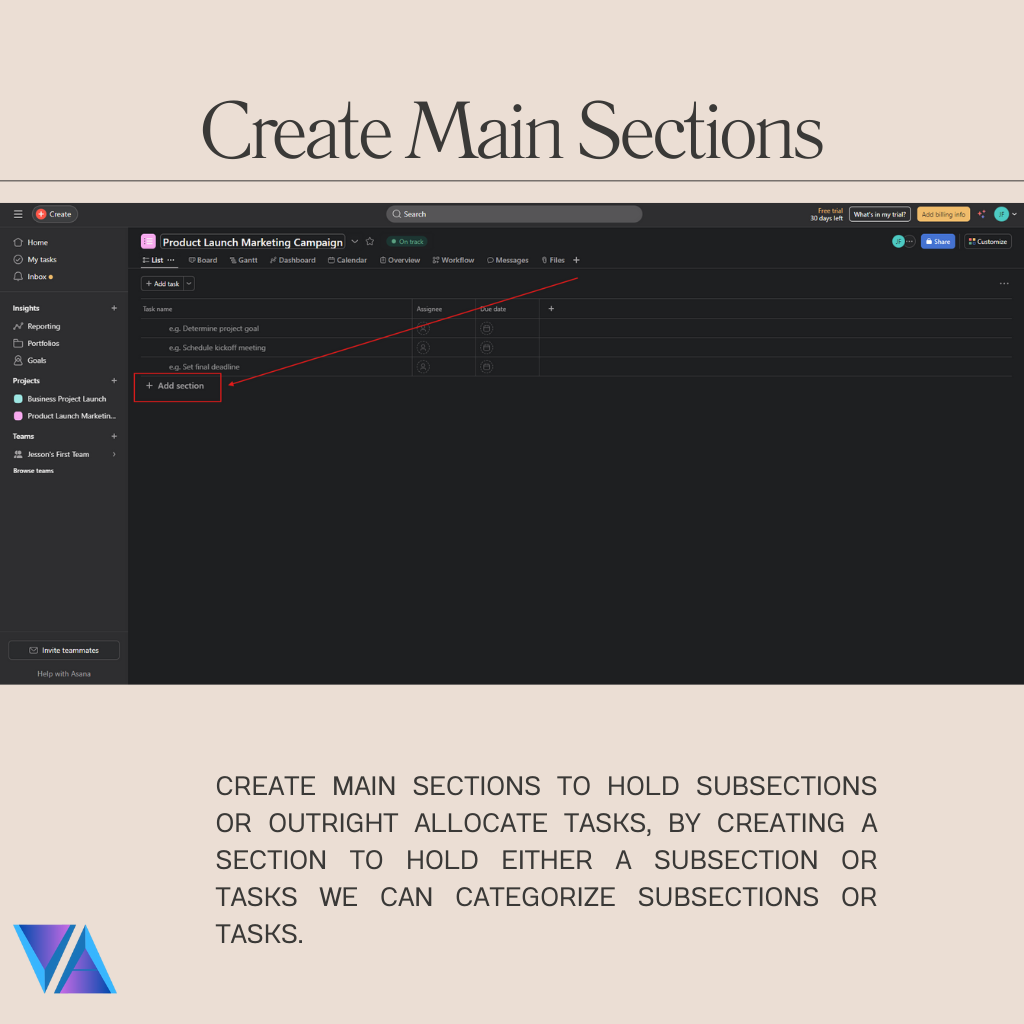 Create Main Sections
Create
Search
Free trial
30 days left
What's in my trial?
Add billing info
JF
Home
My tasks
Inbox
Insights
Reporting
Portfolios
Goals
Projects
Business Project Launch
Product Launch Marketin...
Teams
Jesson's First Team
Browse teams
Invite teammates
Help with Asana
Product Launch Marketing Campaign
On track
JF
Share
Customize
List
Board
Gantt
Dashboard
Calendar
Overview
Workflow
Messages
Files
+ Add task
Task name
Assignee
Due date
e.g. Determine project goal
e.g. Schedule kickoff meeting
e.g. Set final deadline
+ Add section
CREATE MAIN SECTIONS TO HOLD SUBSECTIONS
OR OUTRIGHT ALLOCATE TASKS, BY CREATING A
SECTION TO HOLD EITHER A SUBSECTION OR
TASKS WE CAN CATEGORIZE SUBSECTIONS OR
TASKS.
VA